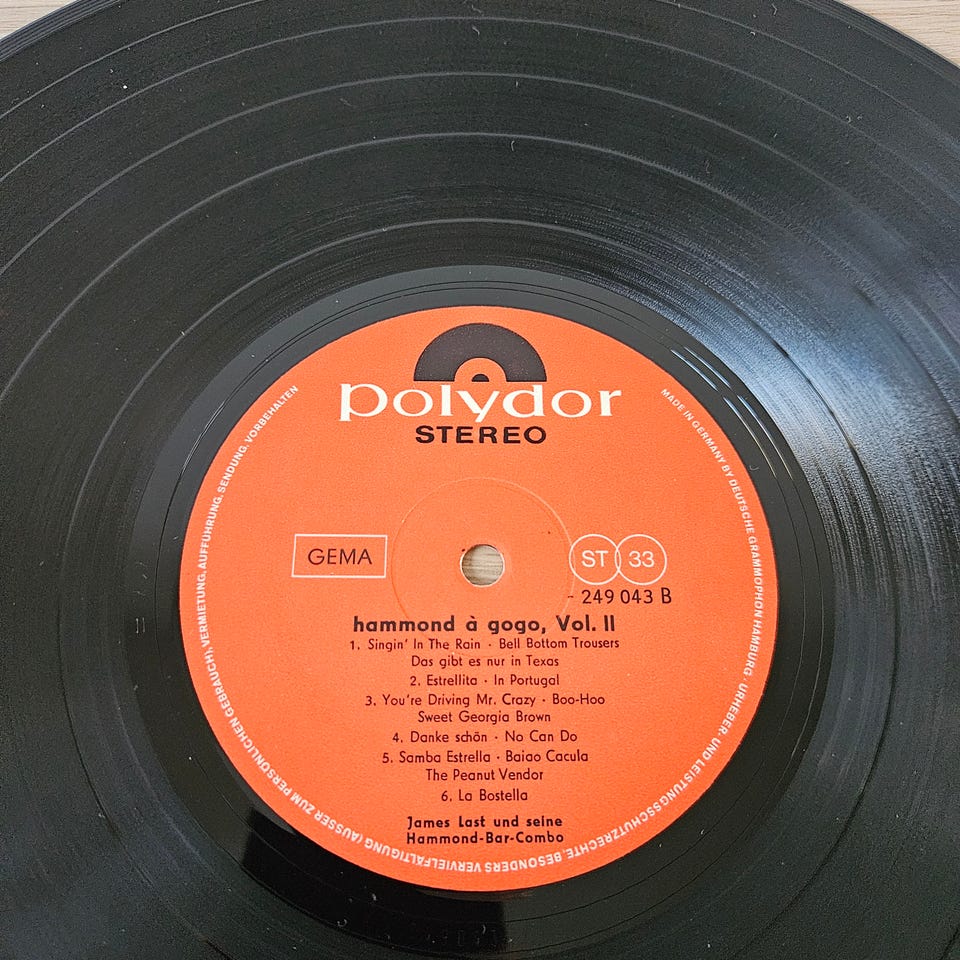 polydor
STEREO
GEMA
ST 33
249 043 B
hammond à gogo, Vol. II
1. Singin' In The Rain · Bell Bottom Trousers
Das gibt es nur in Texas
2. Estrellita · In Portugal
3. You're Driving Mr. Crazy · Boo-Hoo
Sweet Georgia Brown
4. Danke schön · No Can Do
5. Samba Estrella · Baiao Cacula
The Peanut Vendor
6. La Bostella
James Last und seine
Hammond-Bar-Combo
MADE IN GERMANY BY DEUTSCHE GRAMMOPHON HAMBURG · URHEBER- UND LEISTUNGSSCHUTZRECHTE, BESONDERS VERVIELFÄLTIGUNG (AUSSER ZUM PERSÖNLICHEN GEBRAUCH), VERMIETUNG, AUFFÜHRUNG, SENDUNG, VORBEHALTEN